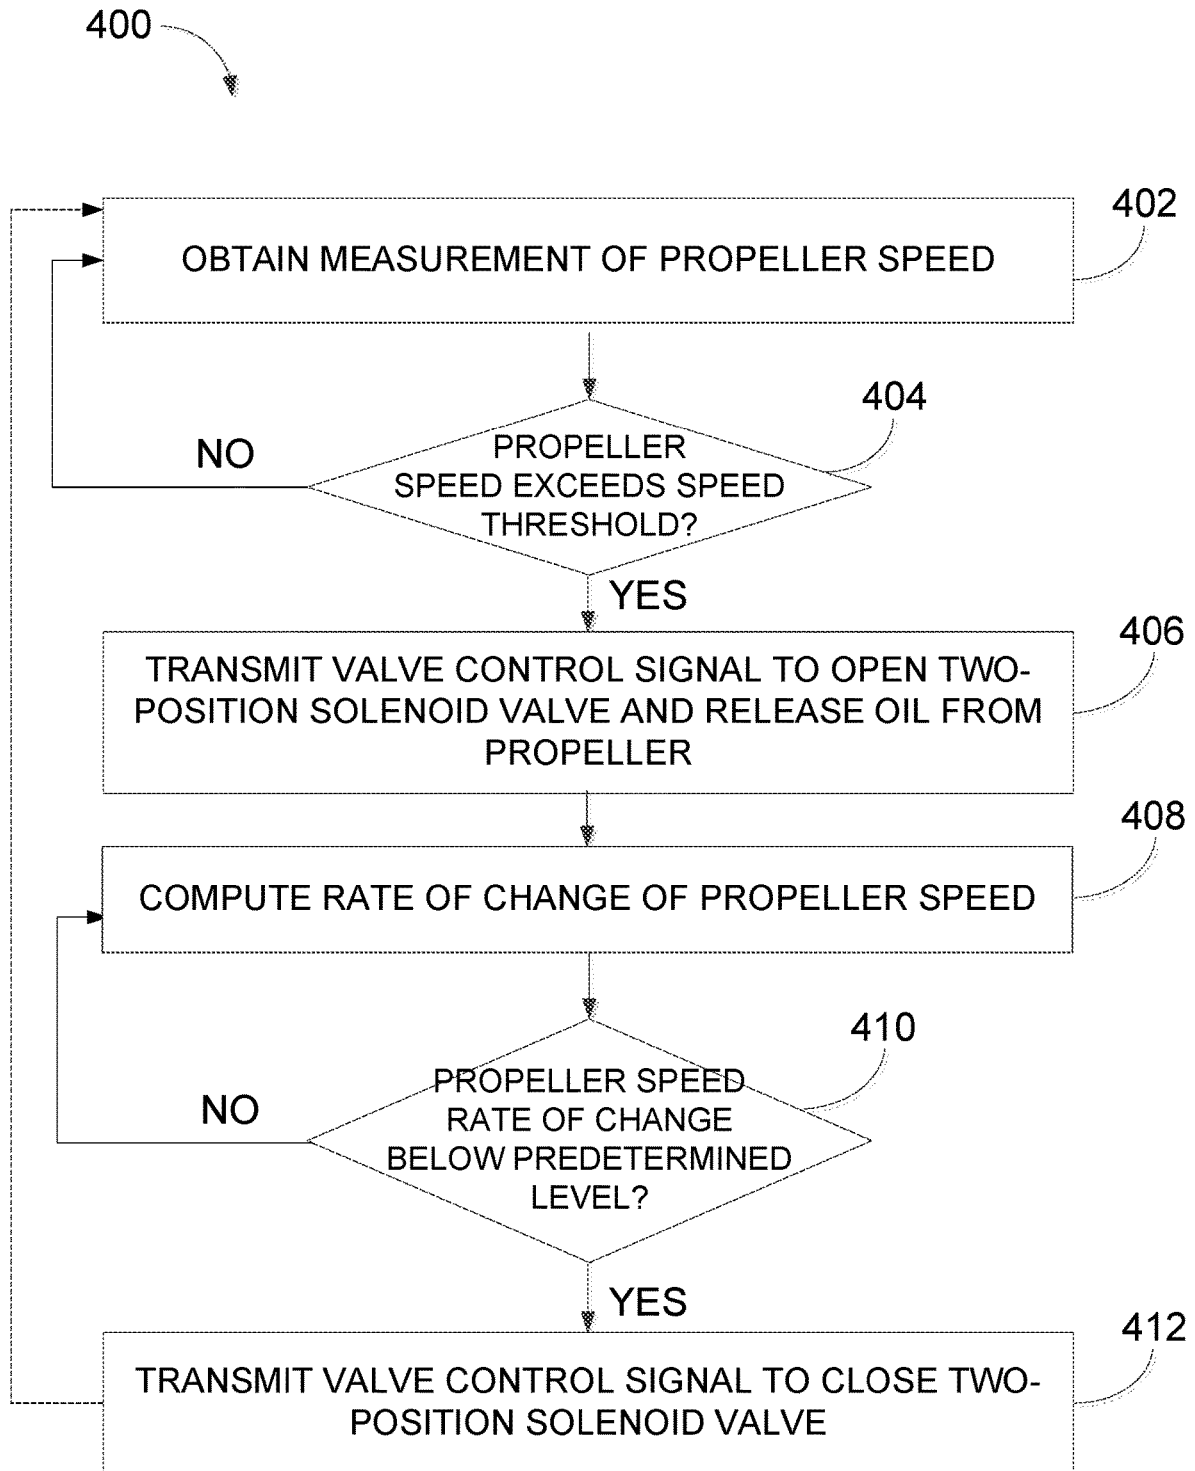 400
402
OBTAIN MEASUREMENT OF PROPELLER SPEED
404
NO
PROPELLER
SPEED EXCEEDS SPEED
THRESHOLD?
YES
406
TRANSMIT VALVE CONTROL SIGNAL TO OPEN TWO-
POSITION SOLENOID VALVE AND RELEASE OIL FROM
PROPELLER
408
COMPUTE RATE OF CHANGE OF PROPELLER SPEED
410
NO
PROPELLER SPEED
RATE OF CHANGE
BELOW PREDETERMINED
LEVEL?
YES
412
TRANSMIT VALVE CONTROL SIGNAL TO CLOSE TWO-
POSITION SOLENOID VALVE